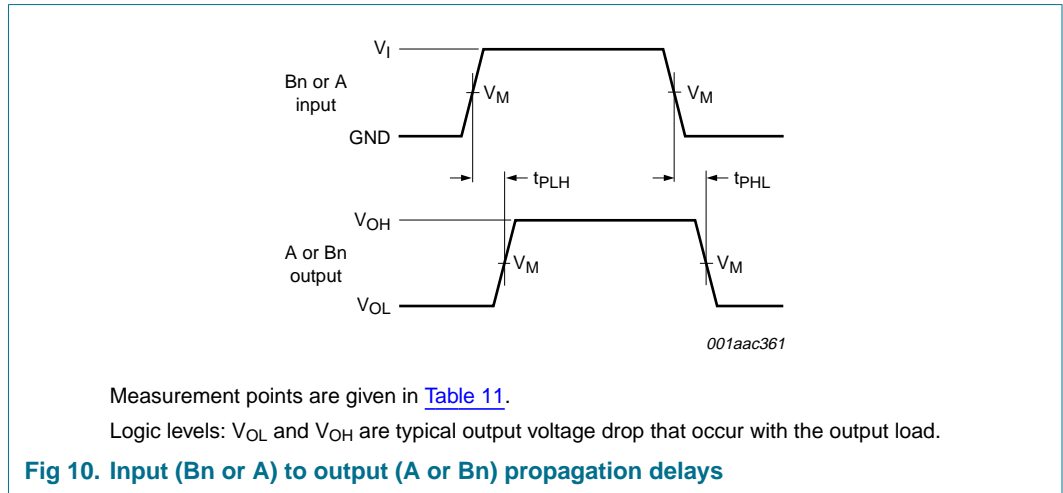 VI
Bn or A
input
VM
VM
GND
tPLH
tPHL
VOH
A or Bn
output
VM
VM
VOL
001aac361
Measurement points are given in Table 11.
Logic levels: VOL and VOH are typical output voltage drop that occur with the output load.
Fig 10. Input (Bn or A) to output (A or Bn) propagation delays